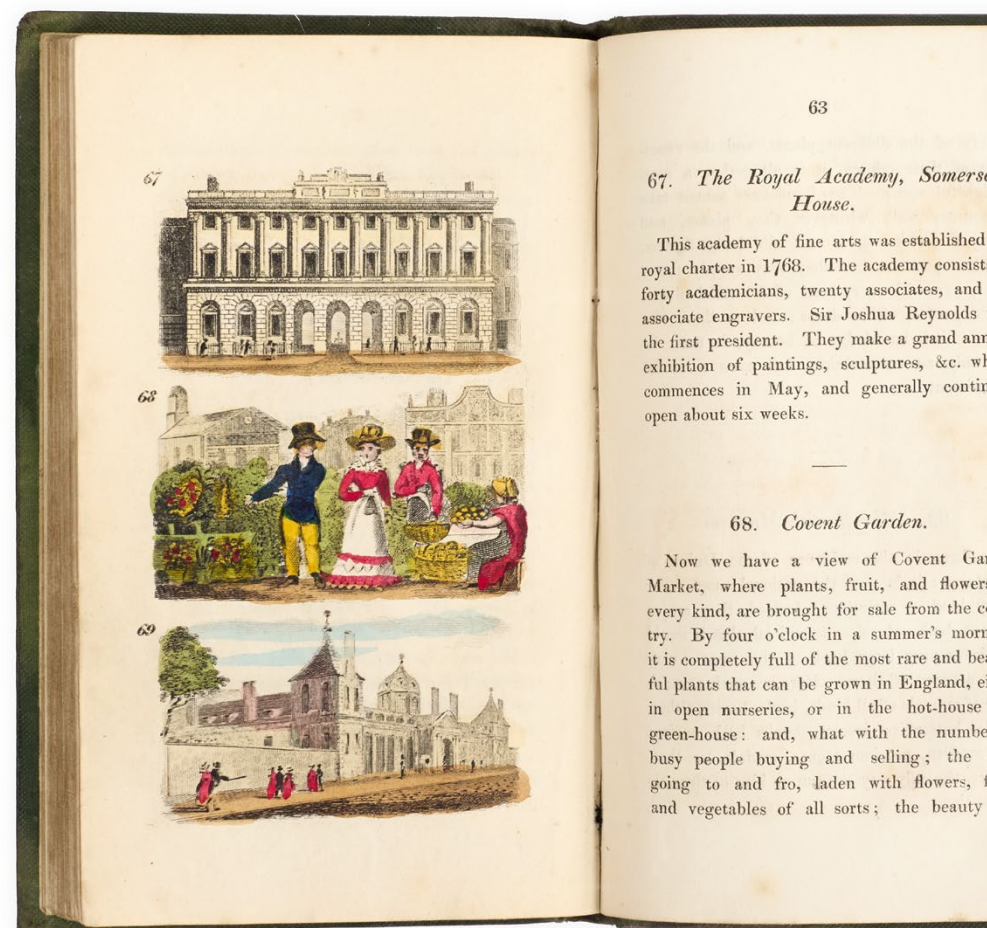 67
68
69
63
67. The Royal Academy, Somerse
House.
This academy of fine arts was established
royal charter in 1768. The academy consist
forty academicians, twenty associates, and
associate engravers. Sir Joshua Reynolds
the first president. They make a grand ann
exhibition of paintings, sculptures, &c. wh
commences in May, and generally contin
open about six weeks.
68. Covent Garden.
Now we have a view of Covent Gar
Market, where plants, fruit, and flowers
every kind, are brought for sale from the c
try. By four o'clock in a summer's morn
it is completely full of the most rare and bea
ful plants that can be grown in England, ei
in open nurseries, or in the hot-house
green-house: and, what with the numbe
busy people buying and selling; the
going to and fro, laden with flowers, f
and vegetables of all sorts; the beauty